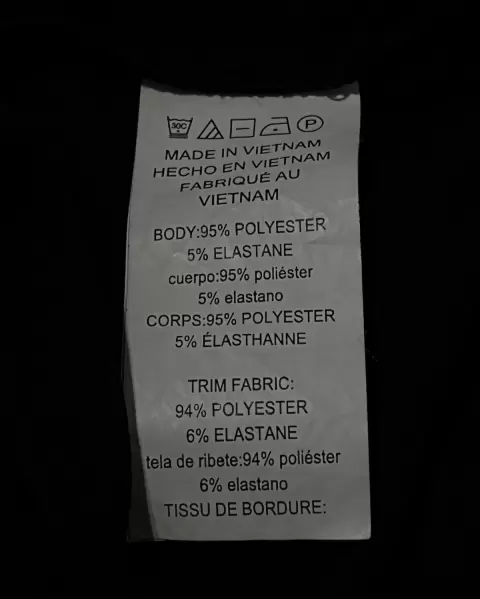 30C P
MADE IN VIETNAM
HECHO EN VIETNAM
FABRIQUÉ AU
VIETNAM
BODY:95% POLYESTER
5% ELASTANE
cuerpo:95% poliéster
5% elastano
CORPS:95% POLYESTER
5% ÉLASTHANNE
TRIM FABRIC:
94% POLYESTER
6% ELASTANE
tela de ribete:94% poliéster
6% elastano
TISSU DE BORDURE: